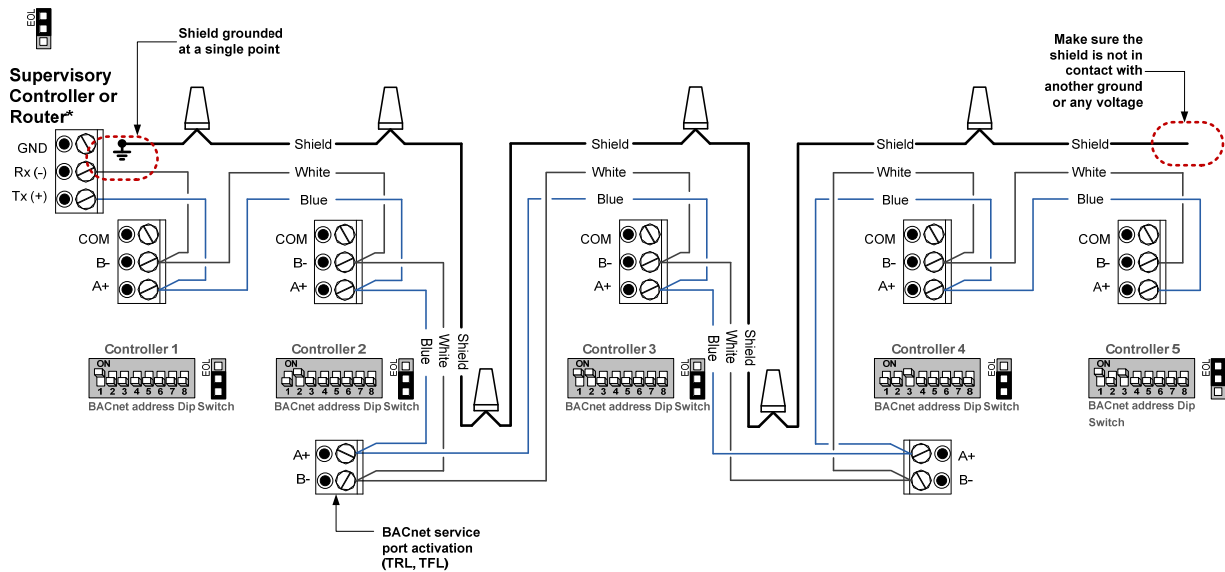 EOL
Shield grounded
at a single point
Make sure the
shield is not in
contact with
another ground
or any voltage
Supervisory
Controller or
Router*
GND
Rx (-)
Tx (+)
Shield
Shield
Shield
Shield
White
White
White
White
Blue
Blue
Blue
Blue
COM
B-
A+
COM
B-
A+
COM
B-
A+
COM
B-
A+
COM
B-
A+
Blue
White
Shield
Blue
White
Shield
Controller 1
ON
1 2 3 4 5 6 7 8
EOL
BACnet address Dip Switch
Controller 2
ON
1 2 3 4 5 6 7 8
EOL
BACnet address Dip Switch
Controller 3
ON
1 2 3 4 5 6 7 8
EOL
BACnet address Dip Switch
Controller 4
ON
1 2 3 4 5 6 7 8
EOL
BACnet address Dip Switch
Controller 5
ON
1 2 3 4 5 6 7 8
EOL
BACnet address Dip
Switch
A+
B-
A+
B-
BACnet service
port activation
(TRL, TFL)